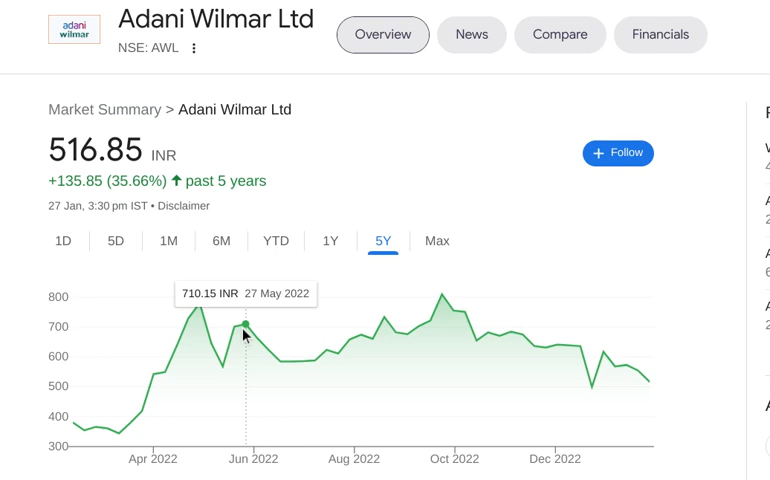 adani
wilmar
Adani Wilmar Ltd
NSE: AWL
Overview
News
Compare
Financials
Market Summary > Adani Wilmar Ltd
516.85 INR
+ Follow
+135.85 (35.66%) ↑ past 5 years
27 Jan, 3:30 pm IST • Disclaimer
1D 5D 1M 6M YTD 1Y 5Y Max
710.15 INR 27 May 2022
800
700
600
500
400
300
Apr 2022 Jun 2022 Aug 2022 Oct 2022 Dec 2022